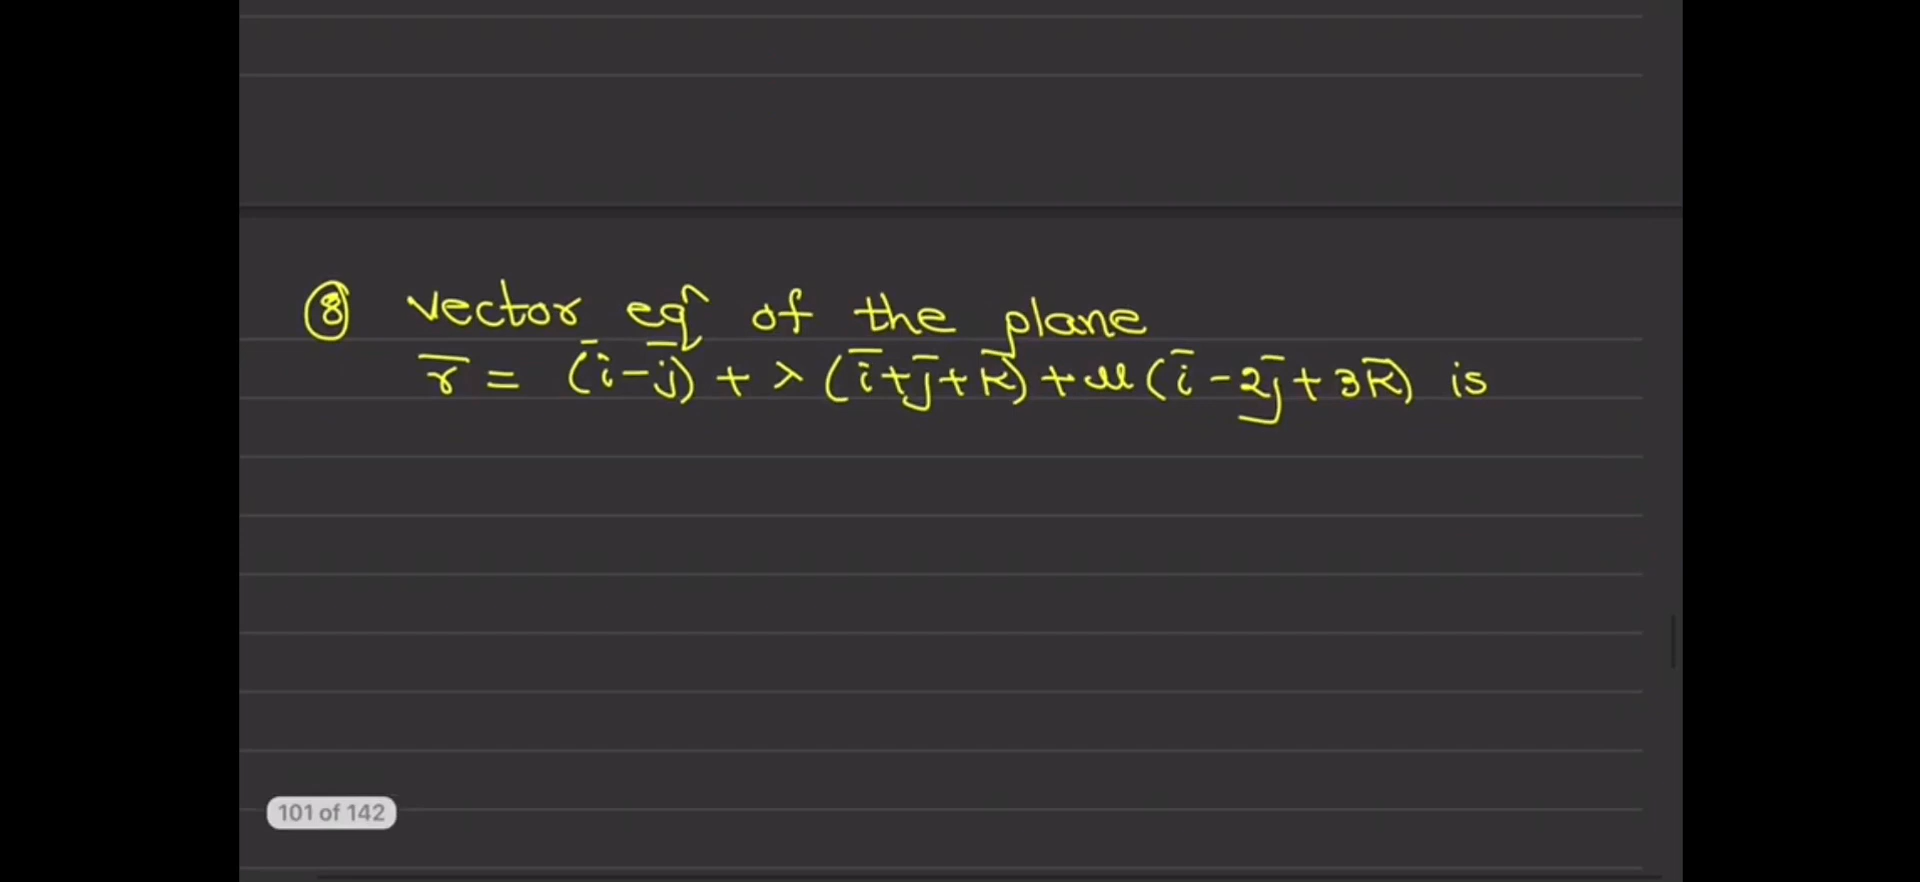 ⑧ vector eqⁿ of the plane
r̅ = (i̅-j̅) + λ (i̅+j̅+k̅) + μ (i̅-2j̅+3k̅) is
101 of 142